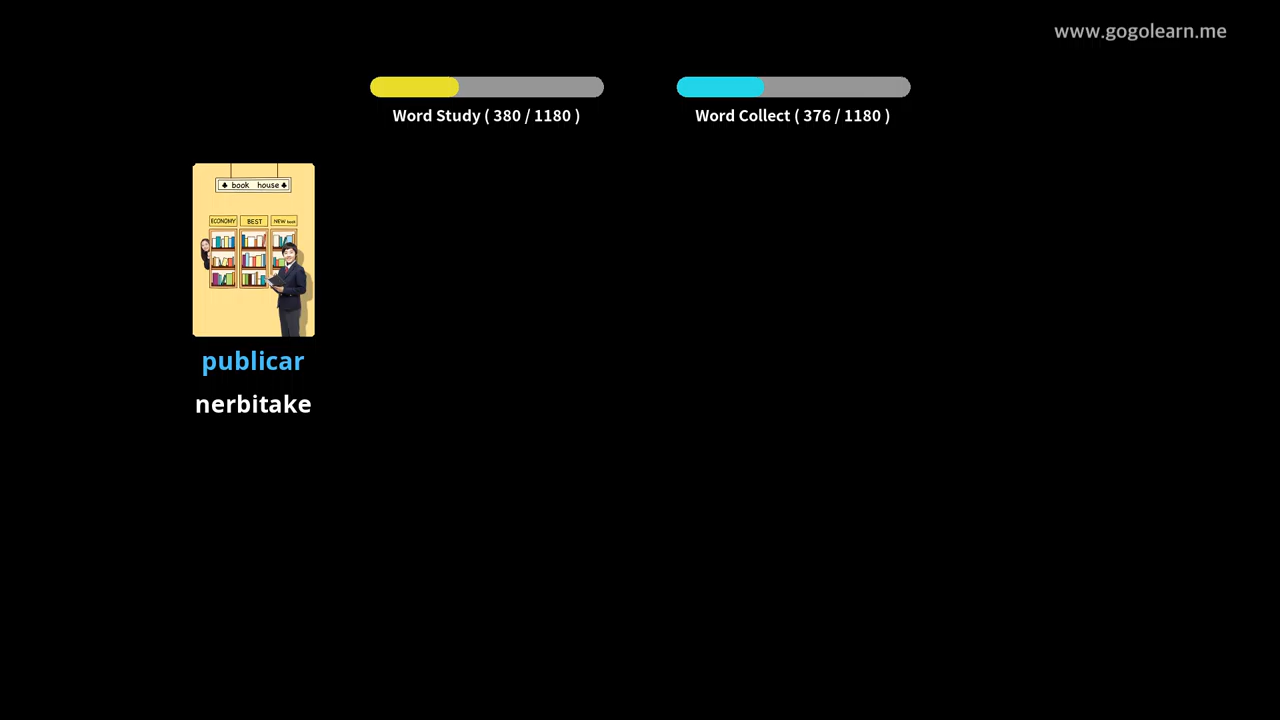 www.gogolearn.me
Word Study ( 380 / 1180 )
Word Collect ( 376 / 1180 )
♠ book house ♠
ECONOMY
BEST
NEW book
publicar
nerbitake